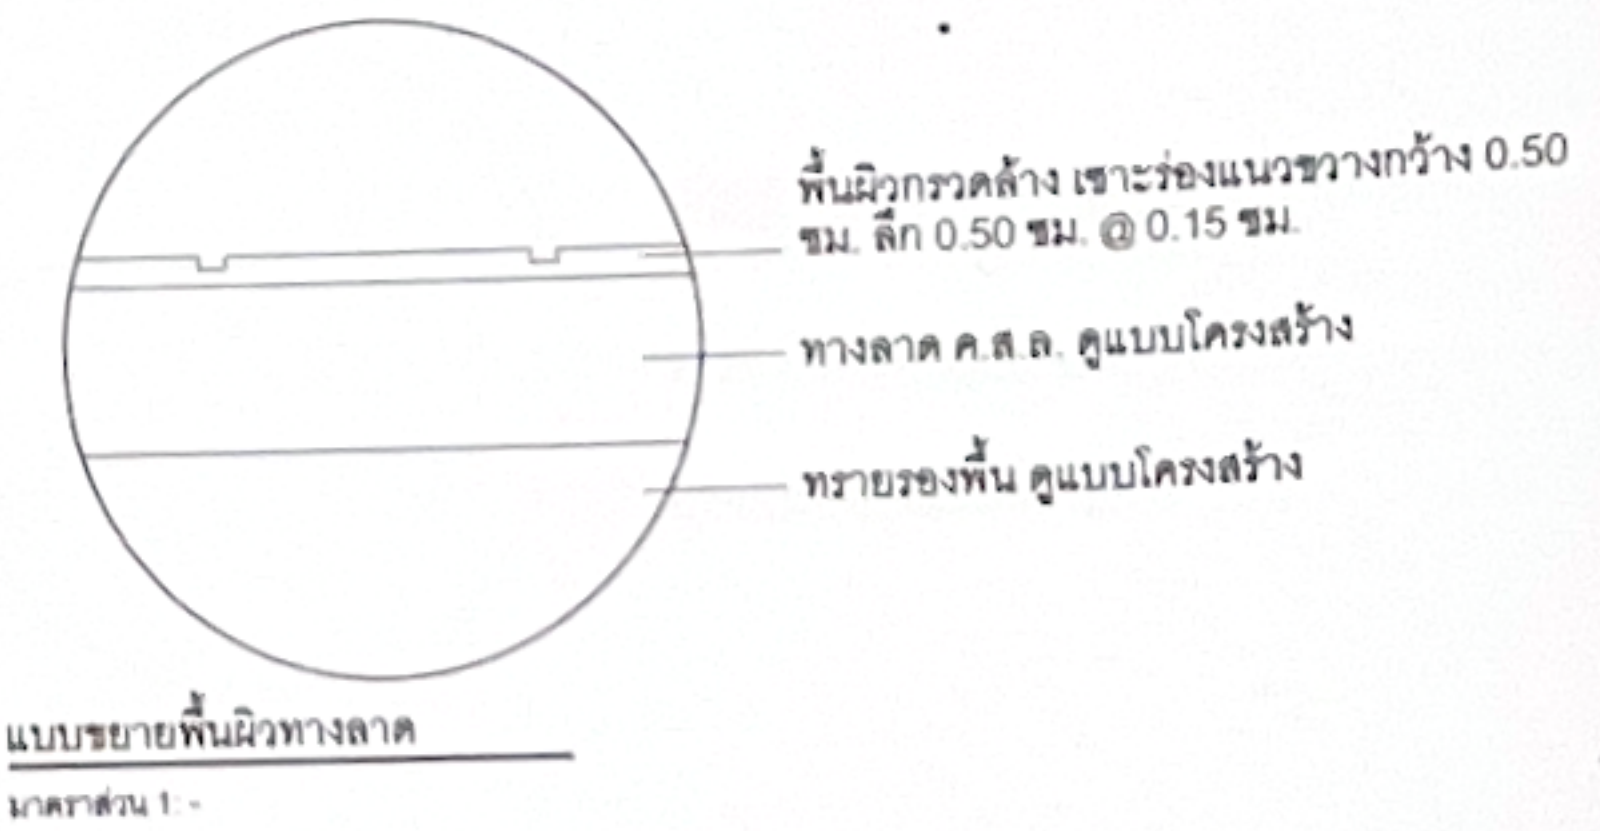 พื้นผิวกรวดล้าง เซาะร่องแนวขวางกว้าง 0.50
ซม. ลึก 0.50 ซม. @ 0.15 ซม.
ทางลาด ค.ส.ล. ดูแบบโครงสร้าง
ทรายรองพื้น ดูแบบโครงสร้าง
แบบขยายพื้นผิวทางลาด
มาตราส่วน 1: -